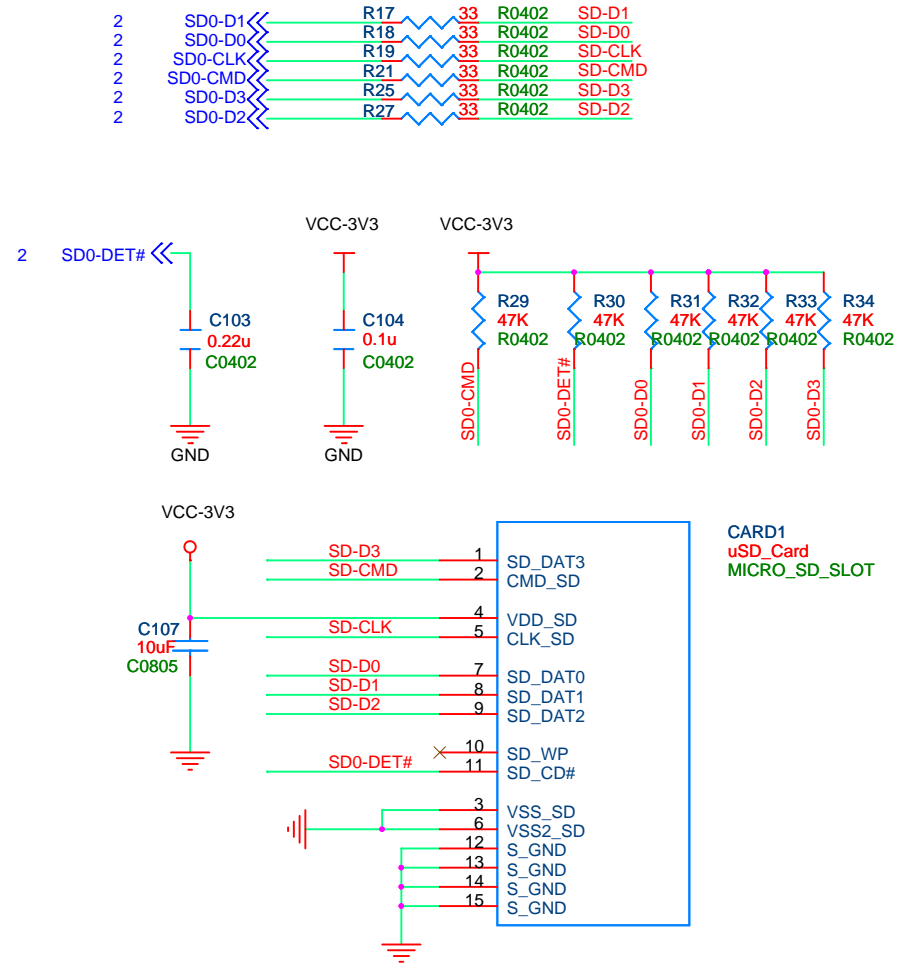 2 SD0-D1 R17 33 R0402 SD-D1
2 SD0-D0 R18 33 R0402 SD-D0
2 SD0-CLK R19 33 R0402 SD-CLK
2 SD0-CMD R21 33 R0402 SD-CMD
2 SD0-D3 R25 33 R0402 SD-D3
2 SD0-D2 R27 33 R0402 SD-D2
VCC-3V3 VCC-3V3
2 SD0-DET#
R29 R30 R31 R32 R33 R34
C103 C104 47K 47K 47K 47K 47K 47K
0.22u 0.1u R0402 R0402 R0402 R0402 R0402 R0402
C0402 C0402
SD0-CMD SD0-DET# SD0-D0 SD0-D1 SD0-D2 SD0-D3
GND GND
VCC-3V3
CARD1
uSD_Card
MICRO_SD_SLOT
SD-D3 1 SD_DAT3
SD-CMD 2 CMD_SD
4 VDD_SD
C107 SD-CLK 5 CLK_SD
10uF
C0805 SD-D0 7 SD_DAT0
SD-D1 8 SD_DAT1
SD-D2 9 SD_DAT2
10 SD_WP
SD0-DET# 11 SD_CD#
3 VSS_SD
6 VSS2_SD
12 S_GND
13 S_GND
14 S_GND
15 S_GND